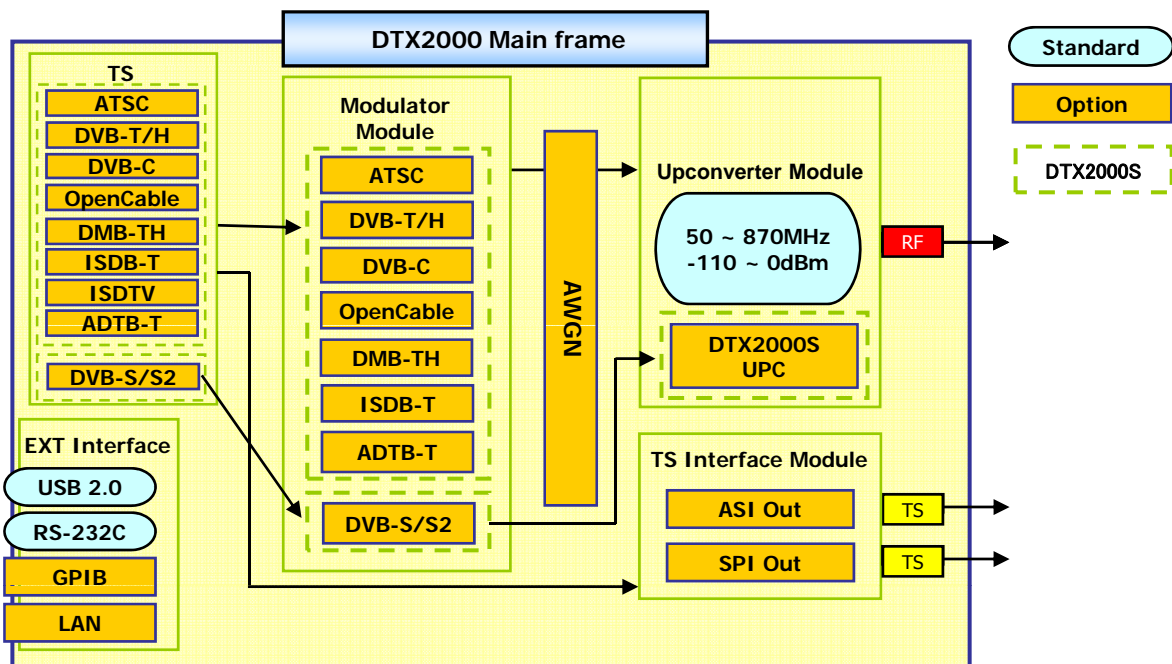 DTX2000 Main frame
TS
ATSC
DVB-T/H
DVB-C
OpenCable
DMB-TH
ISDB-T
ISDTV
ADTB-T
DVB-S/S2
EXT Interface
USB 2.0
RS-232C
GPIB
LAN
Modulator
Module
ATSC
DVB-T/H
DVB-C
OpenCable
DMB-TH
ISDB-T
ADTB-T
DVB-S/S2
AWGN
Upconverter Module
50 ~ 870MHz
-110 ~ 0dBm
DTX2000S
UPC
RF
TS Interface Module
ASI Out
TS
SPI Out
TS
Standard
Option
DTX2000S